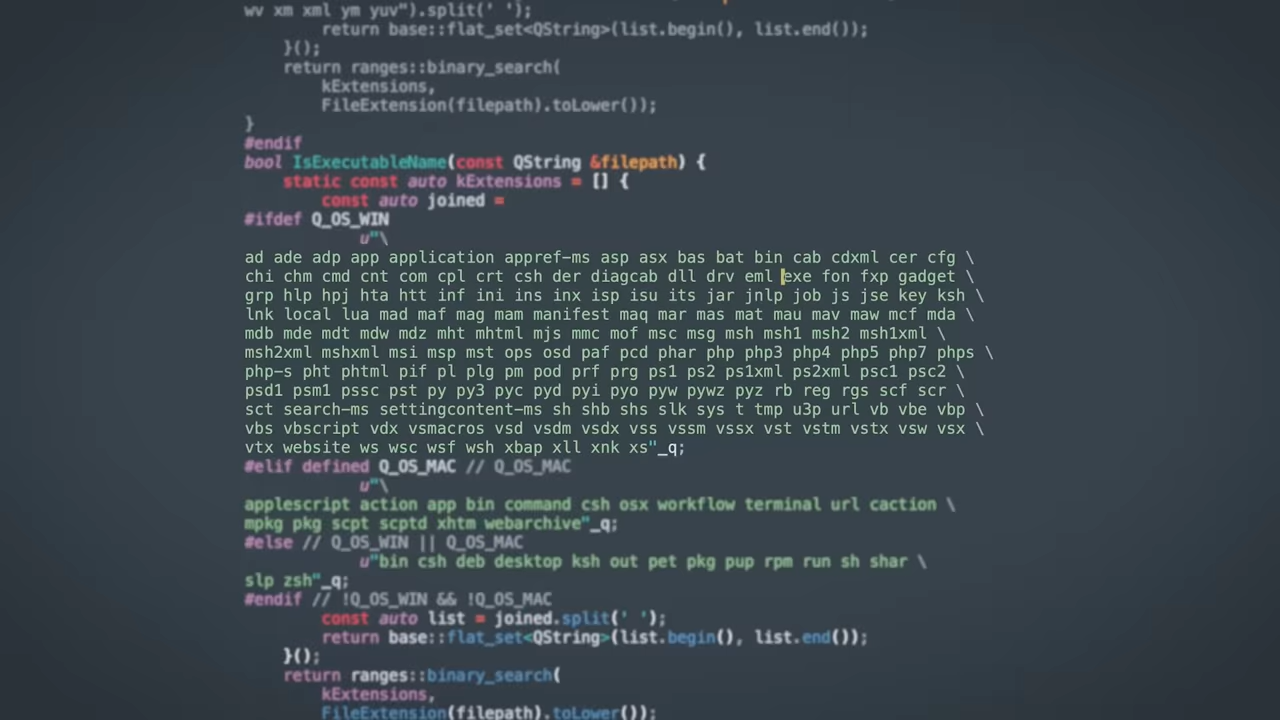 wv xm xml ym yuv").split(' ');
return base::flat_set<QString>(list.begin(), list.end());
}();
return ranges::binary_search(
kExtensions,
FileExtension(filepath).toLower());
}
#endif
bool IsExecutableName(const QString &filepath) {
static const auto kExtensions = [] {
const auto joined =
#ifdef Q_OS_WIN
u"\
ad ade adp app application appref-ms asp asx bas bat bin cab cdxml cer cfg \
chi chm cmd cnt com cpl crt csh der diagcab dll drv eml exe fon fxp gadget \
grp hlp hpj hta htt inf ini ins inx isp isu its jar jnlp job js jse key ksh \
lnk local lua mad maf mag mam manifest maq mar mas mat mau mav maw mcf mda \
mdb mde mdt mdw mdz mht mhtml mjs mmc mof msc msg msh msh1 msh2 msh1xml \
msh2xml mshxml msi msp mst ops osd paf pcd phar php php3 php4 php5 php7 phps \
php-s pht phtml pif pl plg pm pod prf prg ps1 ps2 ps1xml ps2xml psc1 psc2 \
psd1 psm1 pssc pst py py3 pyc pyd pyi pyo pyw pywz pyz rb reg rgs scf scr \
sct search-ms settingcontent-ms sh shb shs slk sys t tmp u3p url vb vbe vbp \
vbs vbscript vdx vsmacros vsd vsdm vsdx vss vssm vssx vst vstm vstx vsw vsx \
vtx website ws wsc wsf wsh xbap xll xnk xs"_q;
#elif defined Q_OS_MAC // Q_OS_MAC
u"\
applescript action app bin command csh osx workflow terminal url caction \
mpkg pkg scpt scptd xhtm webarchive"_q;
#else // Q_OS_WIN || Q_OS_MAC
u"bin csh deb desktop ksh out pet pkg pup rpm run sh shar \
slp zsh"_q;
#endif // !Q_OS_WIN && !Q_OS_MAC
const auto list = joined.split(' ');
return base::flat_set<QString>(list.begin(), list.end());
}();
return ranges::binary_search(
kExtensions,
FileExtension(filepath).toLower());